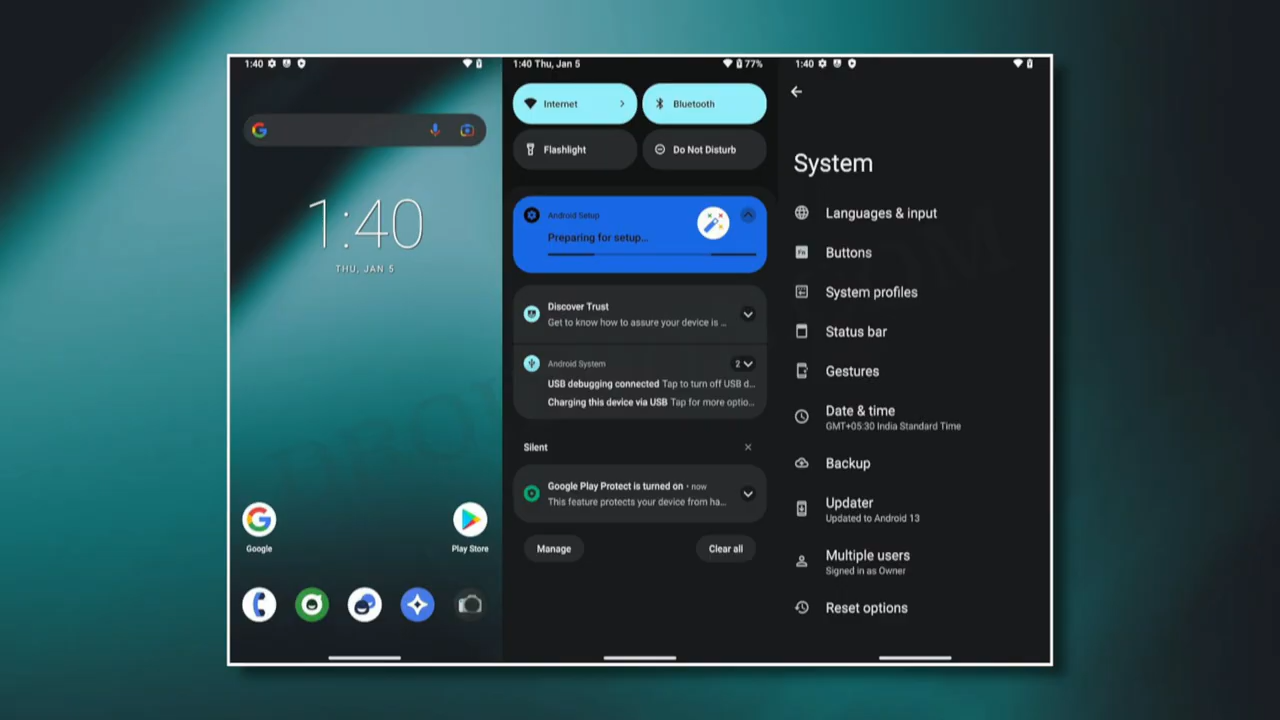 1:40
1:40
THU, JAN 5
Google
Play Store
1:40 Thu, Jan 5
77%
Internet
Bluetooth
Flashlight
Do Not Disturb
Android Setup
Preparing for setup...
Discover Trust
Get to know how to assure your device is ...
Android System
2
USB debugging connected Tap to turn off USB d...
Charging this device via USB Tap for more optio...
Silent
Google Play Protect is turned on • now
This feature protects your device from ha...
Manage
Clear all
1:40
System
Languages & input
Buttons
System profiles
Status bar
Gestures
Date & time
GMT+05:30 India Standard Time
Backup
Updater
Updated to Android 13
Multiple users
Signed in as Owner
Reset options